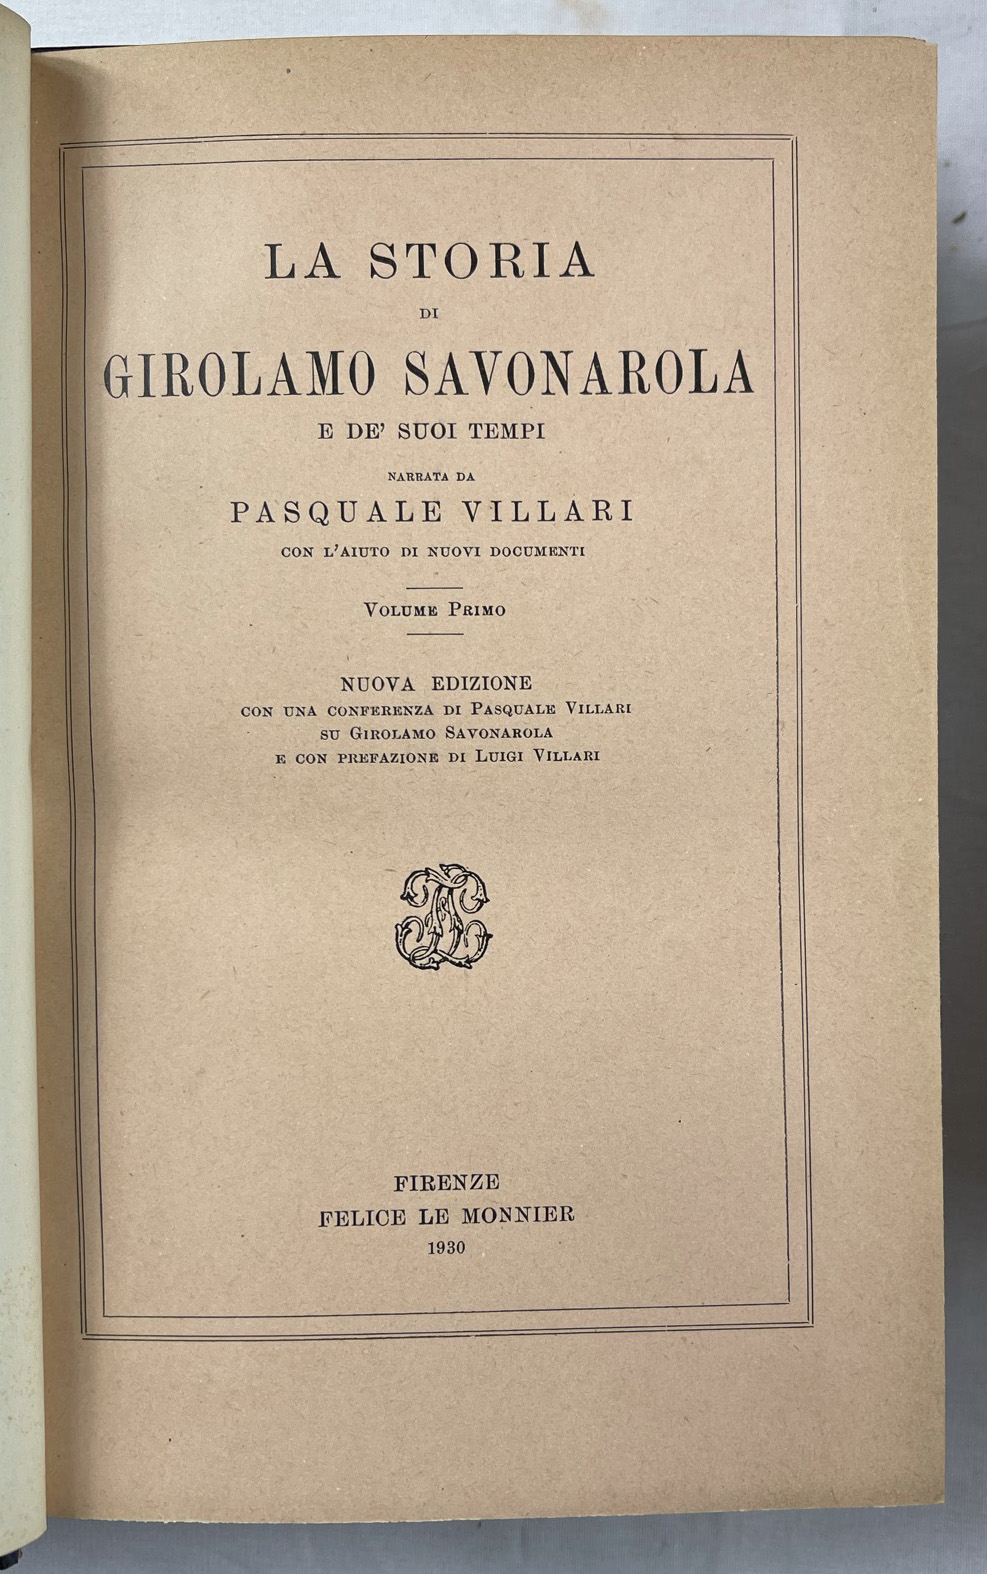 LA STORIA
DI
GIROLAMO SAVONAROLA
E DE' SUOI TEMPI
NARRATA DA
PASQUALE VILLARI
CON L'AIUTO DI NUOVI DOCUMENTI
VOLUME PRIMO
NUOVA EDIZIONE
CON UNA CONFERENZA DI PASQUALE VILLARI
SU GIROLAMO SAVONAROLA
E CON PREFAZIONE DI LUIGI VILLARI
FIRENZE
FELICE LE MONNIER
1930